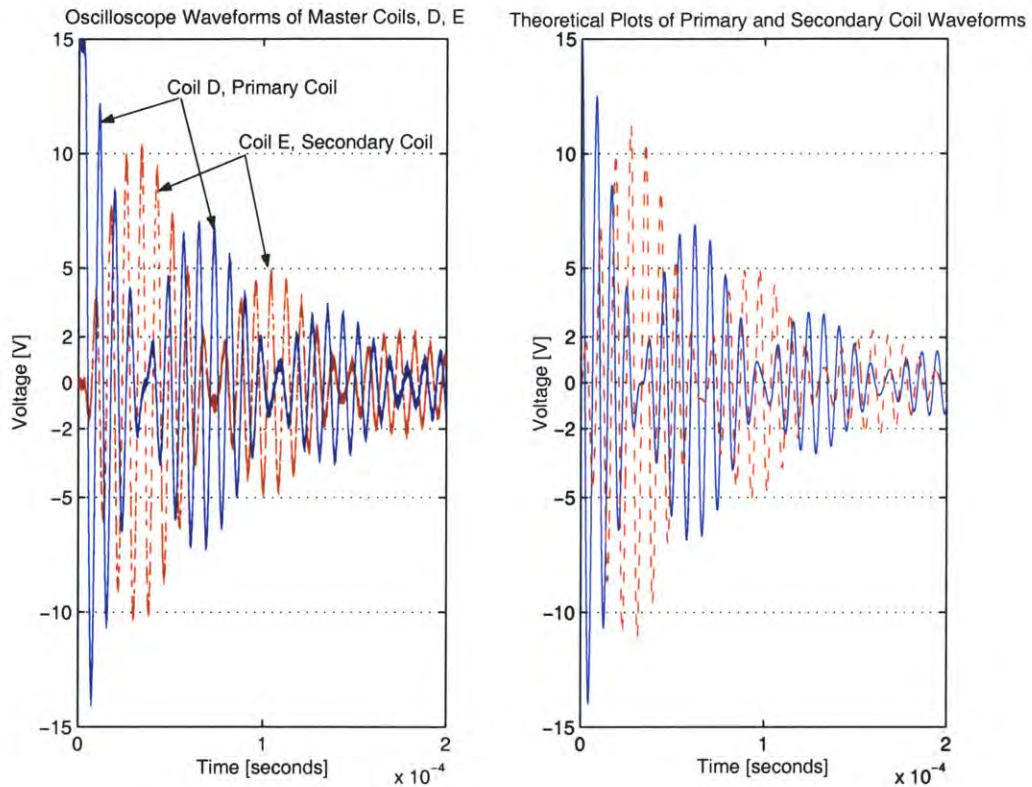 Oscilloscope Waveforms of Master Coils, D, E
15
10
5
2
0
−2
−5
−10
−15
Voltage [V]
Coil D, Primary Coil
Coil E, Secondary Coil
0
1
2
Time [seconds]
x 10⁻⁴
Theoretical Plots of Primary and Secondary Coil Waveforms
15
10
5
2
0
−2
−5
−10
−15
Voltage [V]
0
1
2
Time [seconds]
x 10⁻⁴